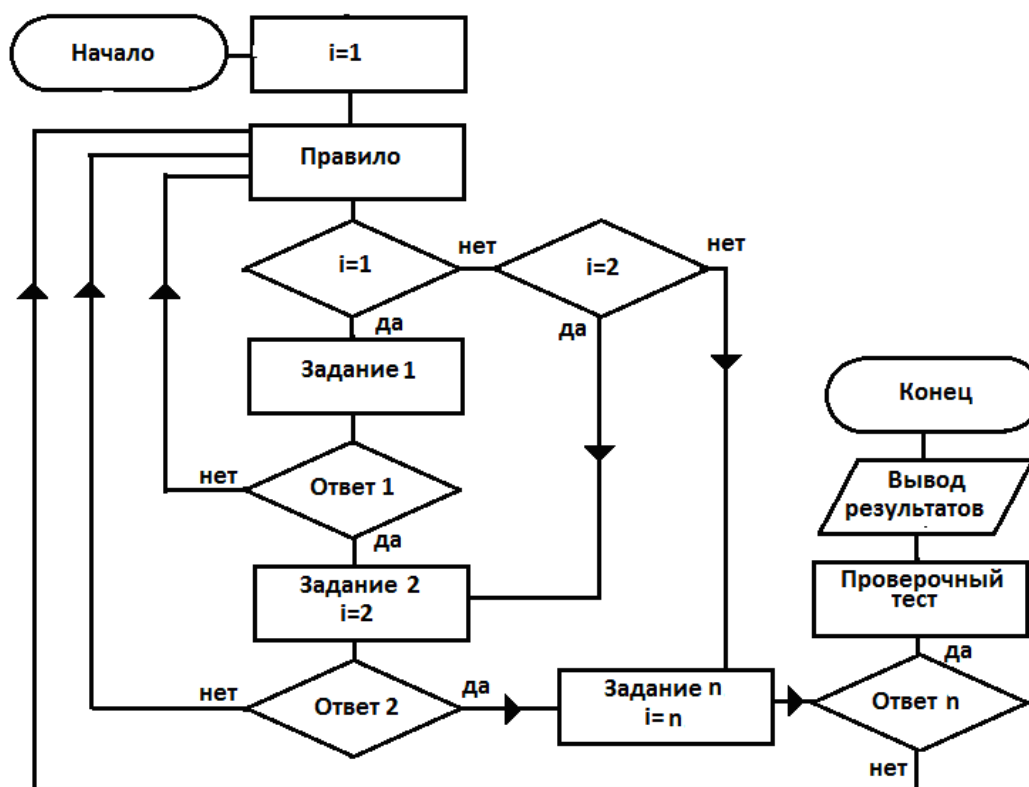 Начало
i=1
Правило
i=1
нет
i=2
нет
да
да
Задание 1
Конец
нет
Ответ 1
Вывод
результатов
да
Задание 2
i=2
Проверочный
тест
да
нет
Ответ 2
да
Задание n
i= n
Ответ n
нет